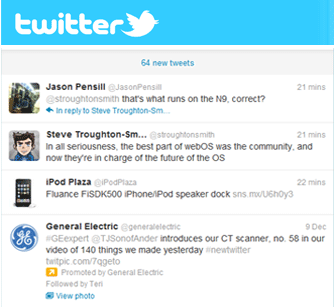 twitter
64 new tweets
Jason Pensill @JasonPensill 21 mins
@stroughtonsmith that's what runs on the N9, correct?
In reply to Steve Troughton-Sm…
Steve Troughton-Sm… @stroughtonsmith 21 mins
In all seriousness, the best part of webOS was the community, and
now they're in charge of the future of the OS
iPod Plaza @iPodPlaza 22 mins
Fluance FiSDK500 iPhone/iPod speaker dock sns.mx/U6h0y3
General Electric @generalelectric 9 Dec
#GEexpert @TJSonofAnder introduces our CT scanner, no. 58 in our
video of 140 things we made yesterday #newtwitter
twitpic.com/7qgeto
Promoted by General Electric
Followed by Teri
View photo